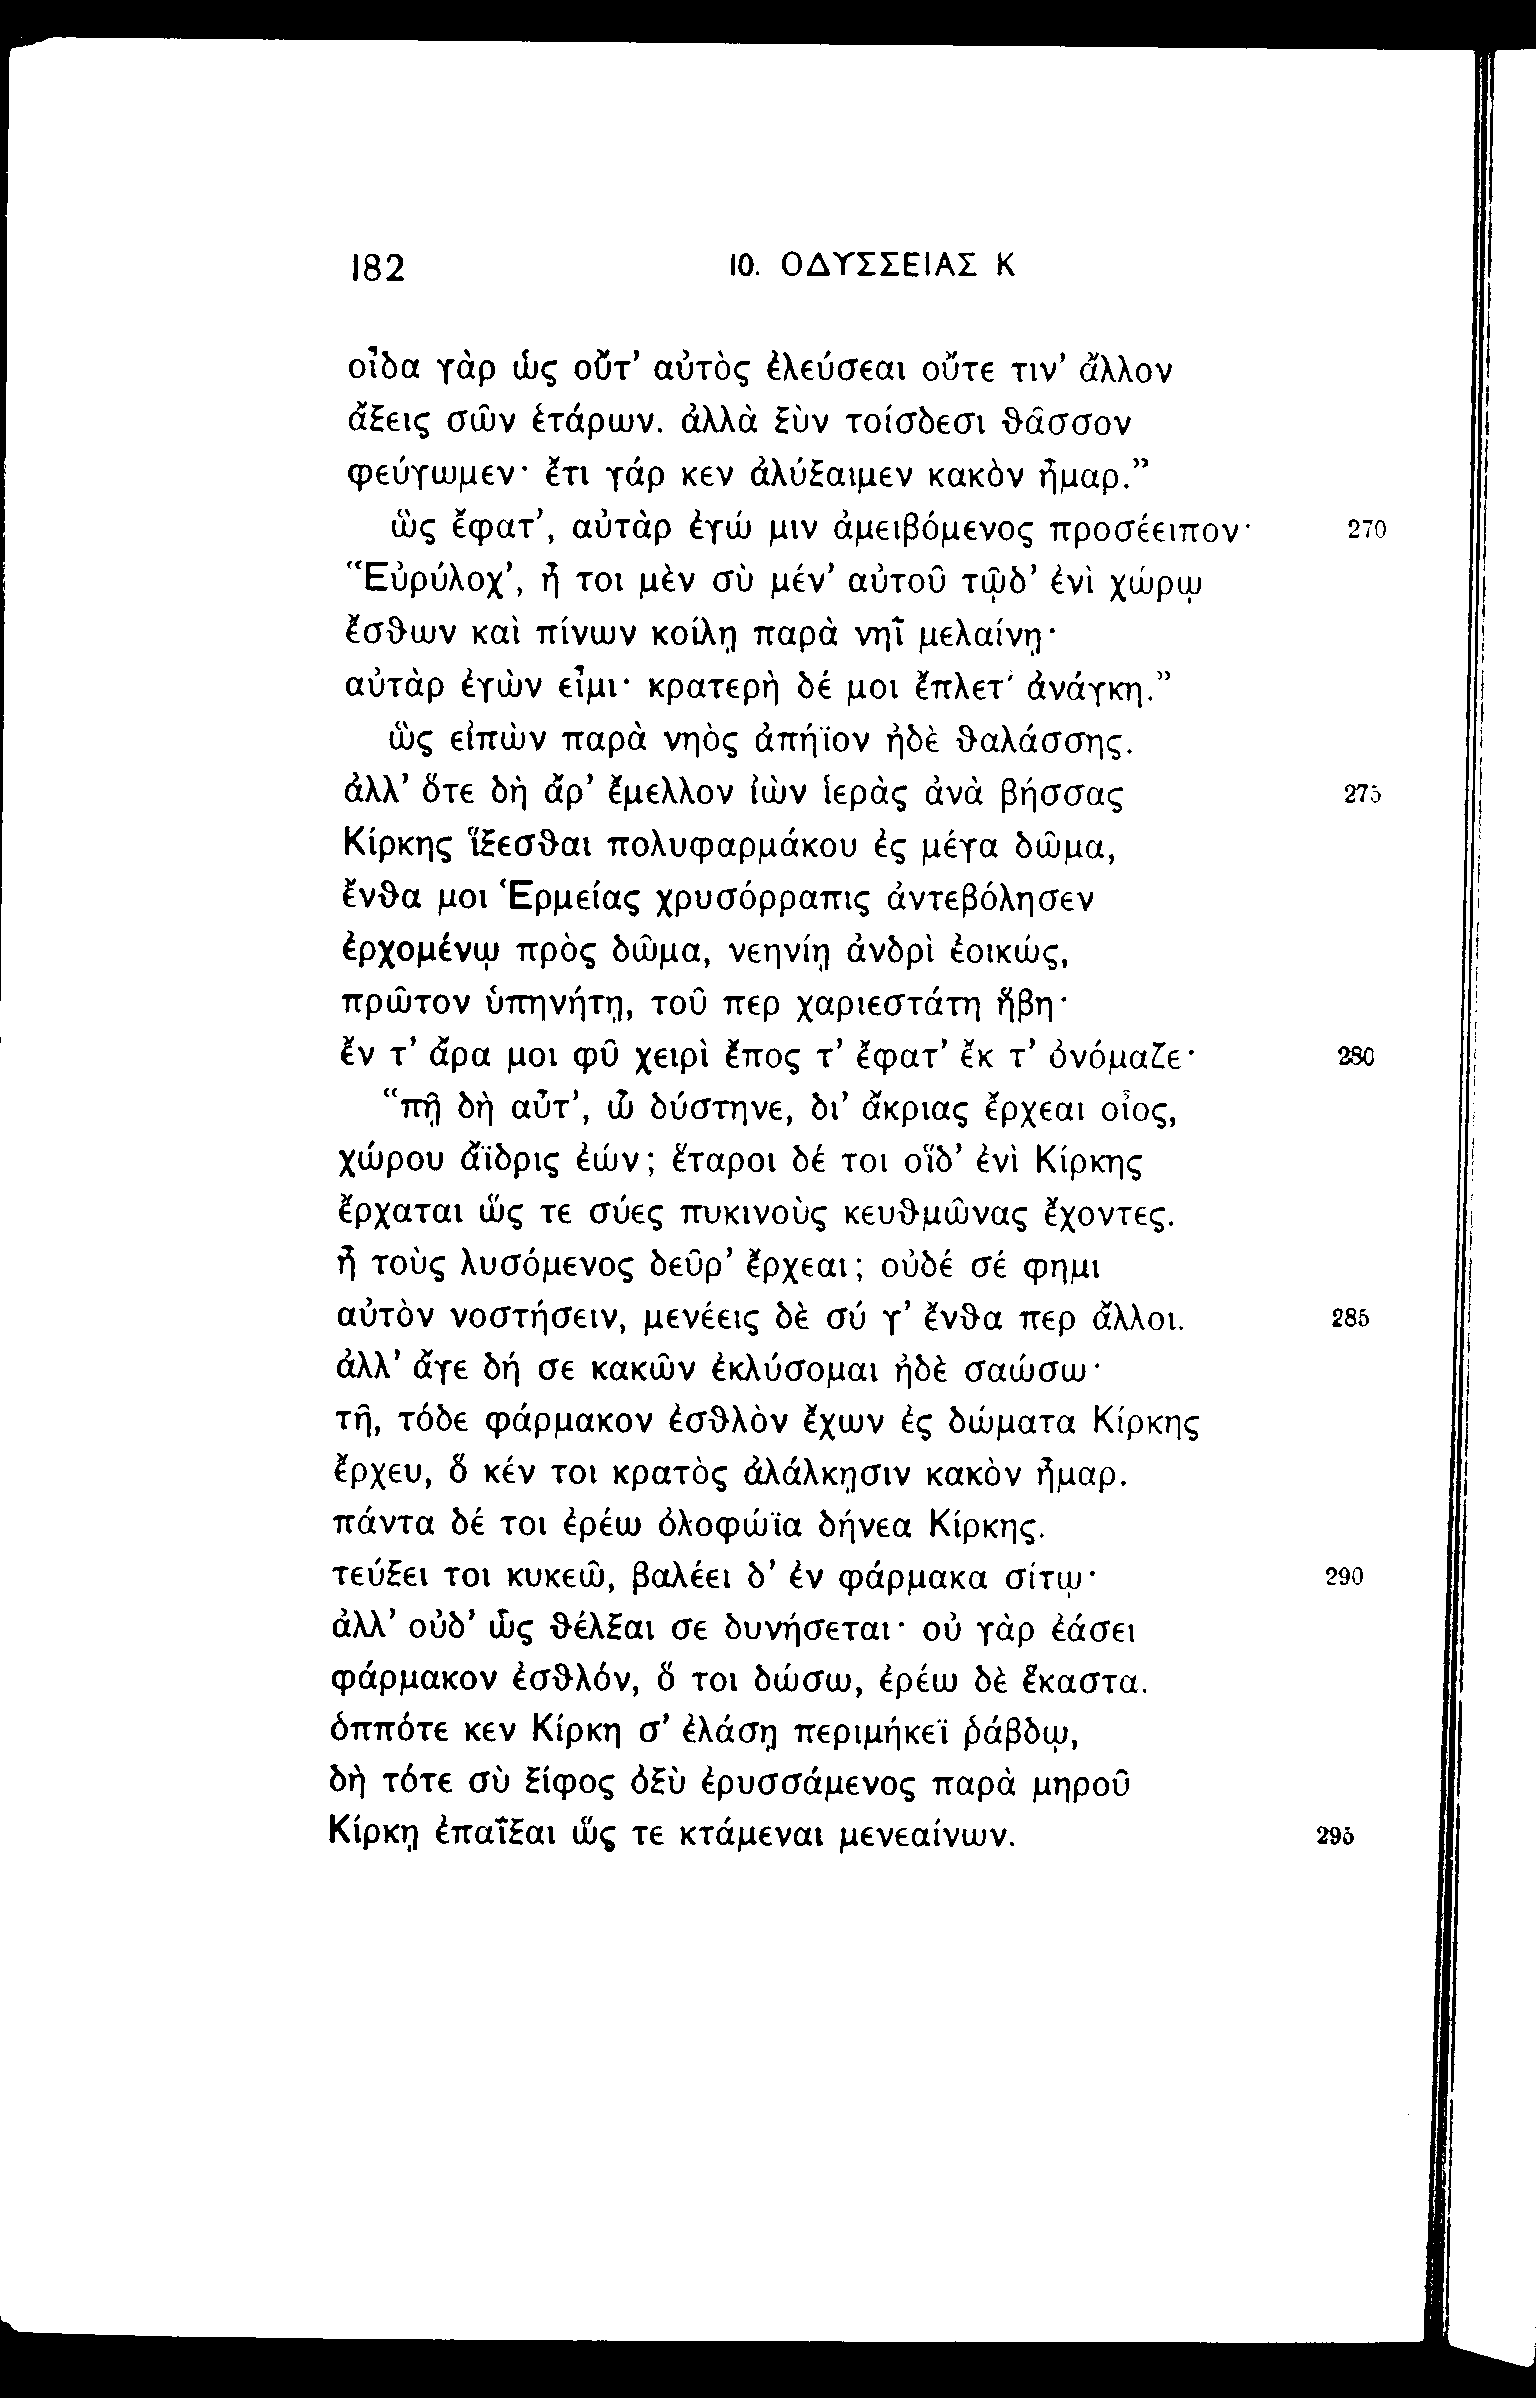 182
10. ΟΔΥΣΣΕΙΑΣ Κ
οἶδα γὰρ ὡς οὔτ’ αὐτὸς ἐλεύσεαι οὔτε τιν’ ἄλλον
ἄξεις σῶν ἑτάρων. ἀλλὰ ξὺν τοίσδεσι θᾶσσον
φεύγωμεν· ἔτι γάρ κεν ἀλύξαιμεν κακὸν ἦμαρ.”
ὣς ἔφατ’, αὐτὰρ ἐγώ μιν ἀμειβόμενος προσέειπον· 270
“Εὐρύλοχ’, ἦ τοι μὲν σὺ μέν’ αὐτοῦ τῷδ’ ἐνὶ χώρῳ
ἔσθων καὶ πίνων κοίλῃ παρὰ νηῒ μελαίνῃ·
αὐτὰρ ἐγὼν εἶμι· κρατερὴ δέ μοι ἔπλετ’ ἀνάγκη.”
ὣς εἰπὼν παρὰ νηὸς ἀπήϊον ἠδὲ θαλάσσης.
ἀλλ’ ὅτε δὴ ἄρ’ ἔμελλον ἰὼν ἱερὰς ἀνὰ βήσσας 275
Κίρκης ἵξεσθαι πολυφαρμάκου ἐς μέγα δῶμα,
ἔνθα μοι Ἑρμείας χρυσόρραπις ἀντεβόλησεν
ἐρχομένῳ πρὸς δῶμα, νεηνίῃ ἀνδρὶ ἐοικώς,
πρῶτον ὑπηνήτῃ, τοῦ περ χαριεστάτη ἥβη·
ἔν τ’ ἄρα μοι φῦ χειρὶ ἔπος τ’ ἔφατ’ ἔκ τ’ ὀνόμαζε· 280
“πῇ δὴ αὖτ’, ὦ δύστηνε, δι’ ἄκριας ἔρχεαι οἶος,
χώρου ἄϊδρις ἐών; ἕταροι δέ τοι οἵδ’ ἐνὶ Κίρκης
ἔρχαται ὥς τε σύες πυκινοὺς κευθμῶνας ἔχοντες.
ἦ τοὺς λυσόμενος δεῦρ’ ἔρχεαι; οὐδέ σέ φημι
αὐτὸν νοστήσειν, μενέεις δὲ σύ γ’ ἔνθα περ ἄλλοι. 285
ἀλλ’ ἄγε δή σε κακῶν ἐκλύσομαι ἠδὲ σαώσω·
τῆ, τόδε φάρμακον ἐσθλὸν ἔχων ἐς δώματα Κίρκης
ἔρχευ, ὅ κέν τοι κρατὸς ἀλάλκῃσιν κακὸν ἦμαρ.
πάντα δέ τοι ἐρέω ὀλοφώϊα δήνεα Κίρκης.
τεύξει τοι κυκεῶ, βαλέει δ’ ἐν φάρμακα σίτῳ· 290
ἀλλ’ οὐδ’ ὧς θέλξαι σε δυνήσεται· οὐ γὰρ ἐάσει
φάρμακον ἐσθλόν, ὅ τοι δώσω, ἐρέω δὲ ἕκαστα.
ὁππότε κεν Κίρκη σ’ ἐλάσῃ περιμήκεϊ ῥάβδῳ,
δὴ τότε σὺ ξίφος ὀξὺ ἐρυσσάμενος παρὰ μηροῦ
Κίρκῃ ἐπαῖξαι ὥς τε κτάμεναι μενεαίνων. 295